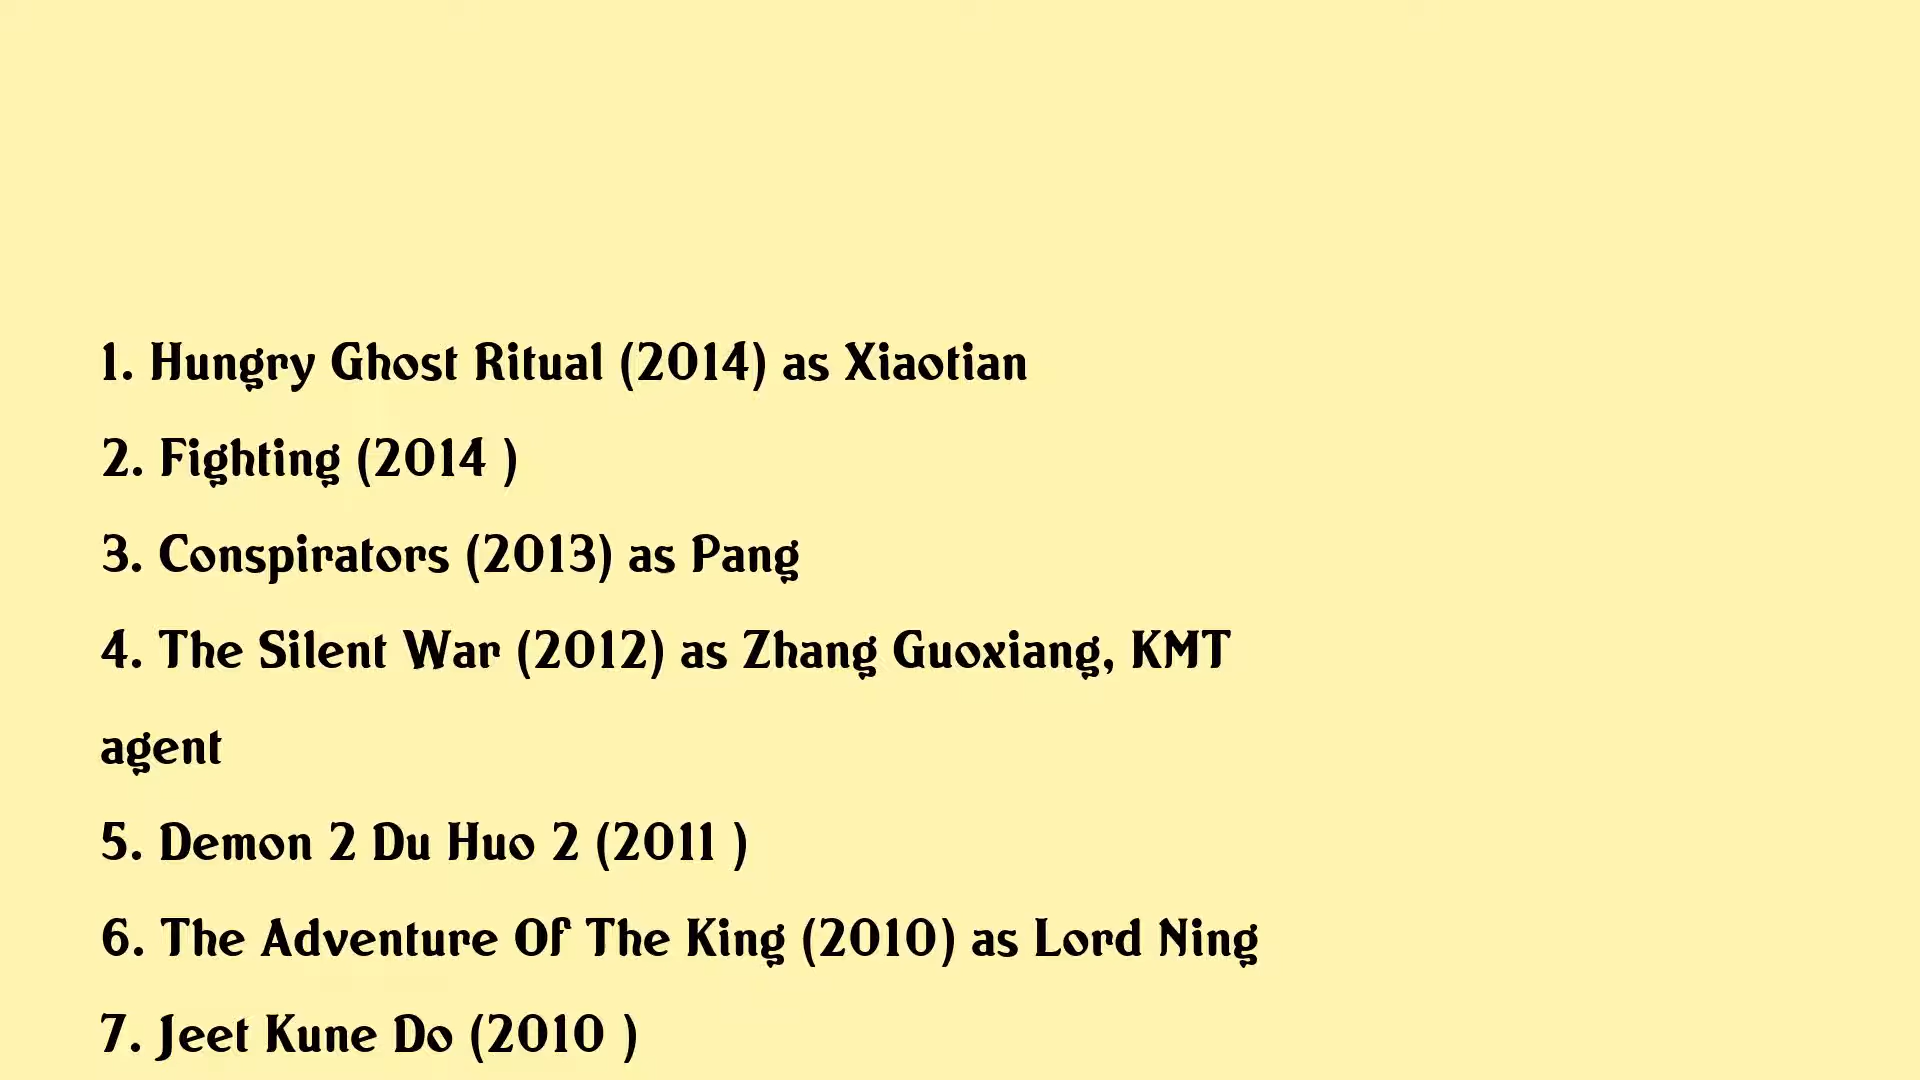 1. Hungry Ghost Ritual (2014) as Xiaotian
2. Fighting (2014 )
3. Conspirators (2013) as Pang
4. The Silent War (2012) as Zhang Guoxiang, KMT
agent
5. Demon 2 Du Huo 2 (2011 )
6. The Adventure Of The King (2010) as Lord Ning
7. Jeet Kune Do (2010 )